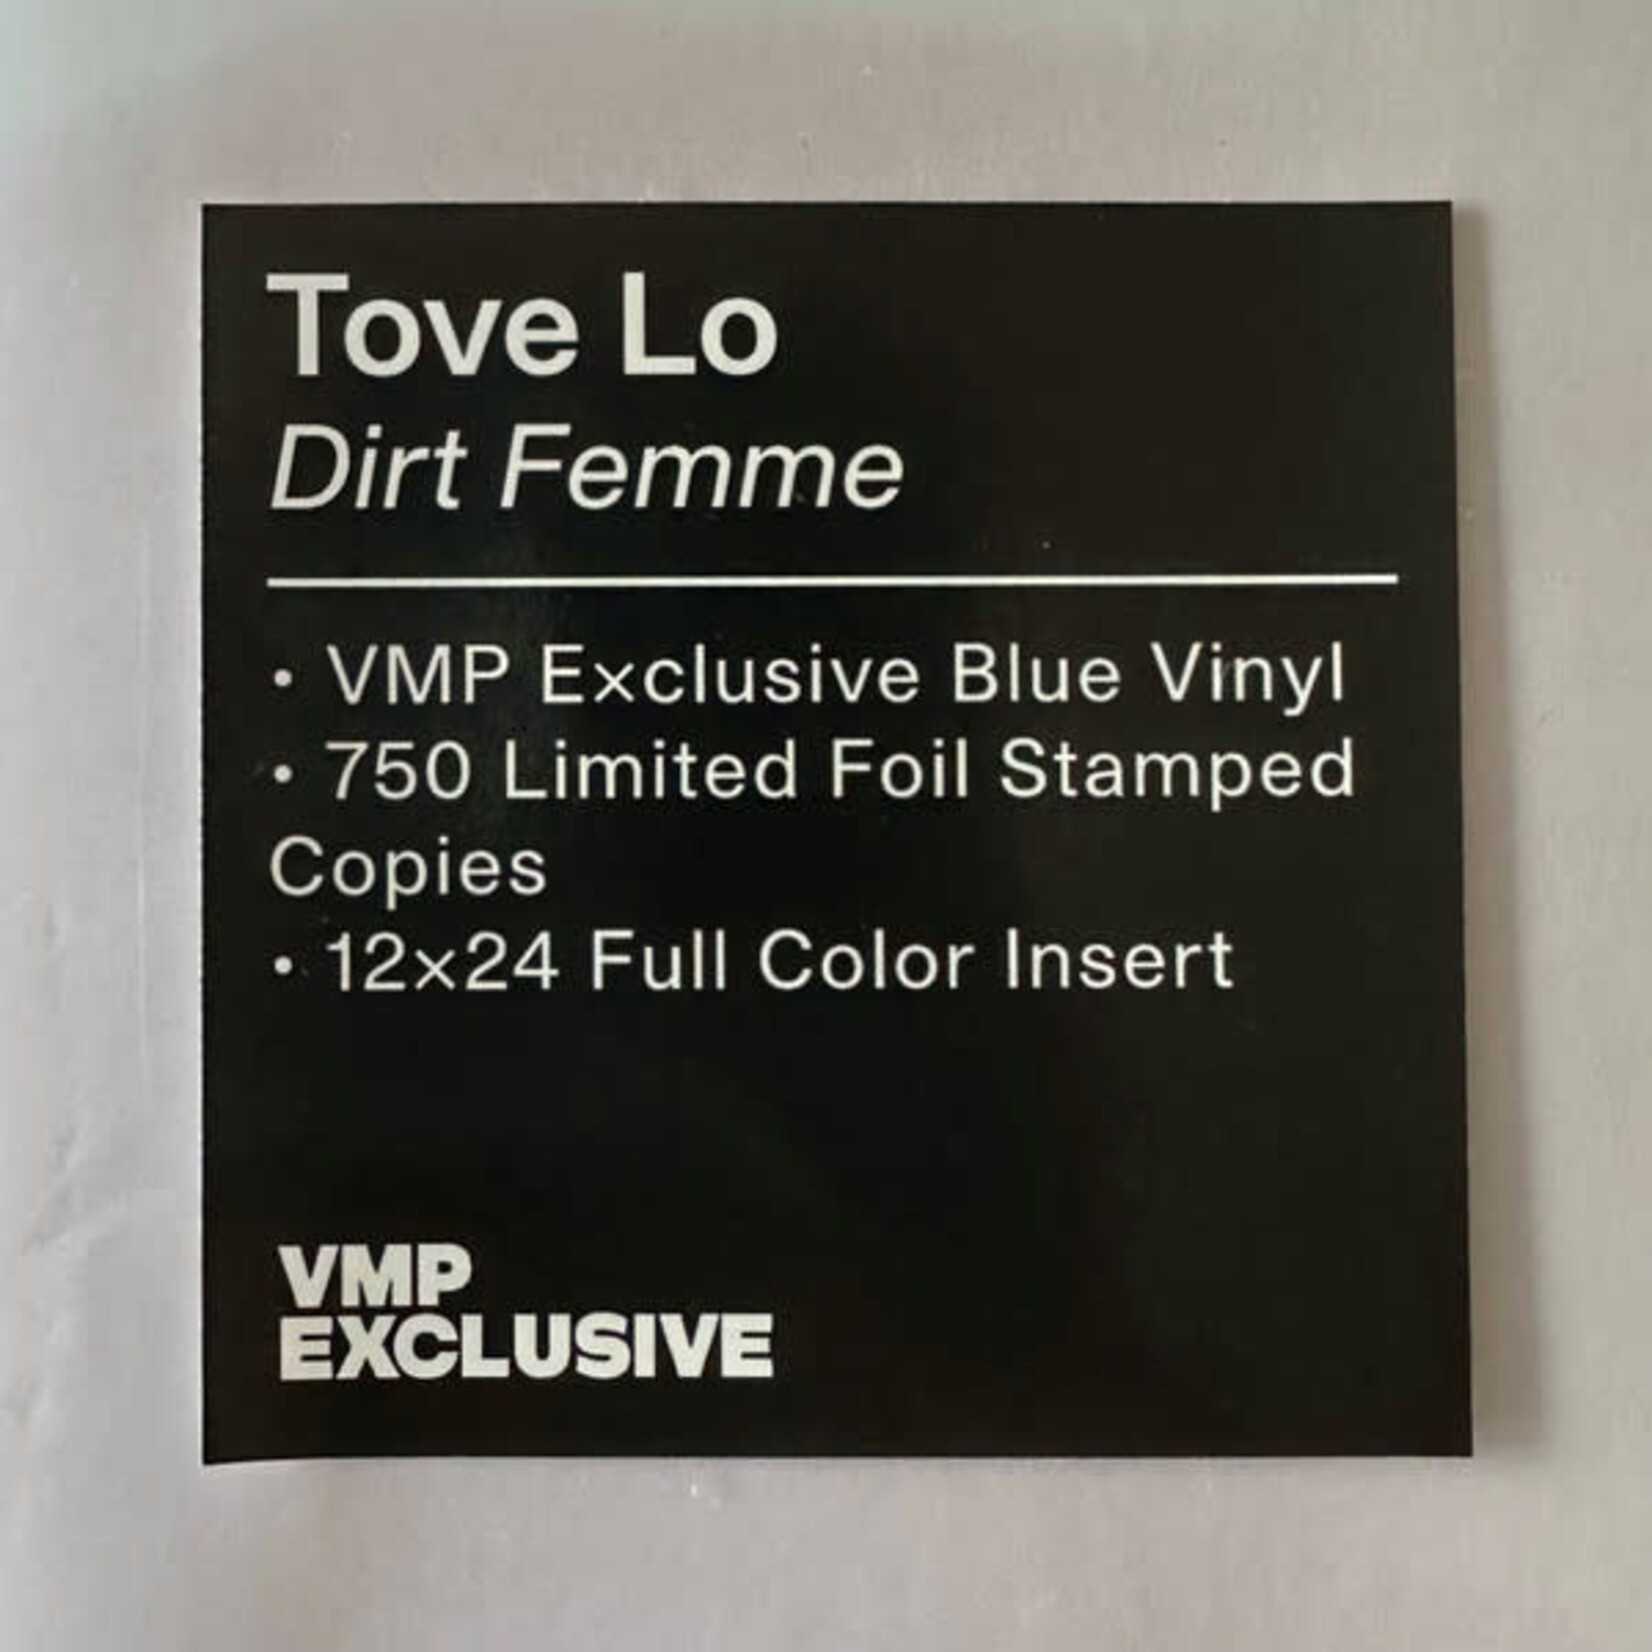 Tove Lo
Dirt Femme
• VMP Exclusive Blue Vinyl
• 750 Limited Foil Stamped
Copies
• 12x24 Full Color Insert
VMP
EXCLUSIVE